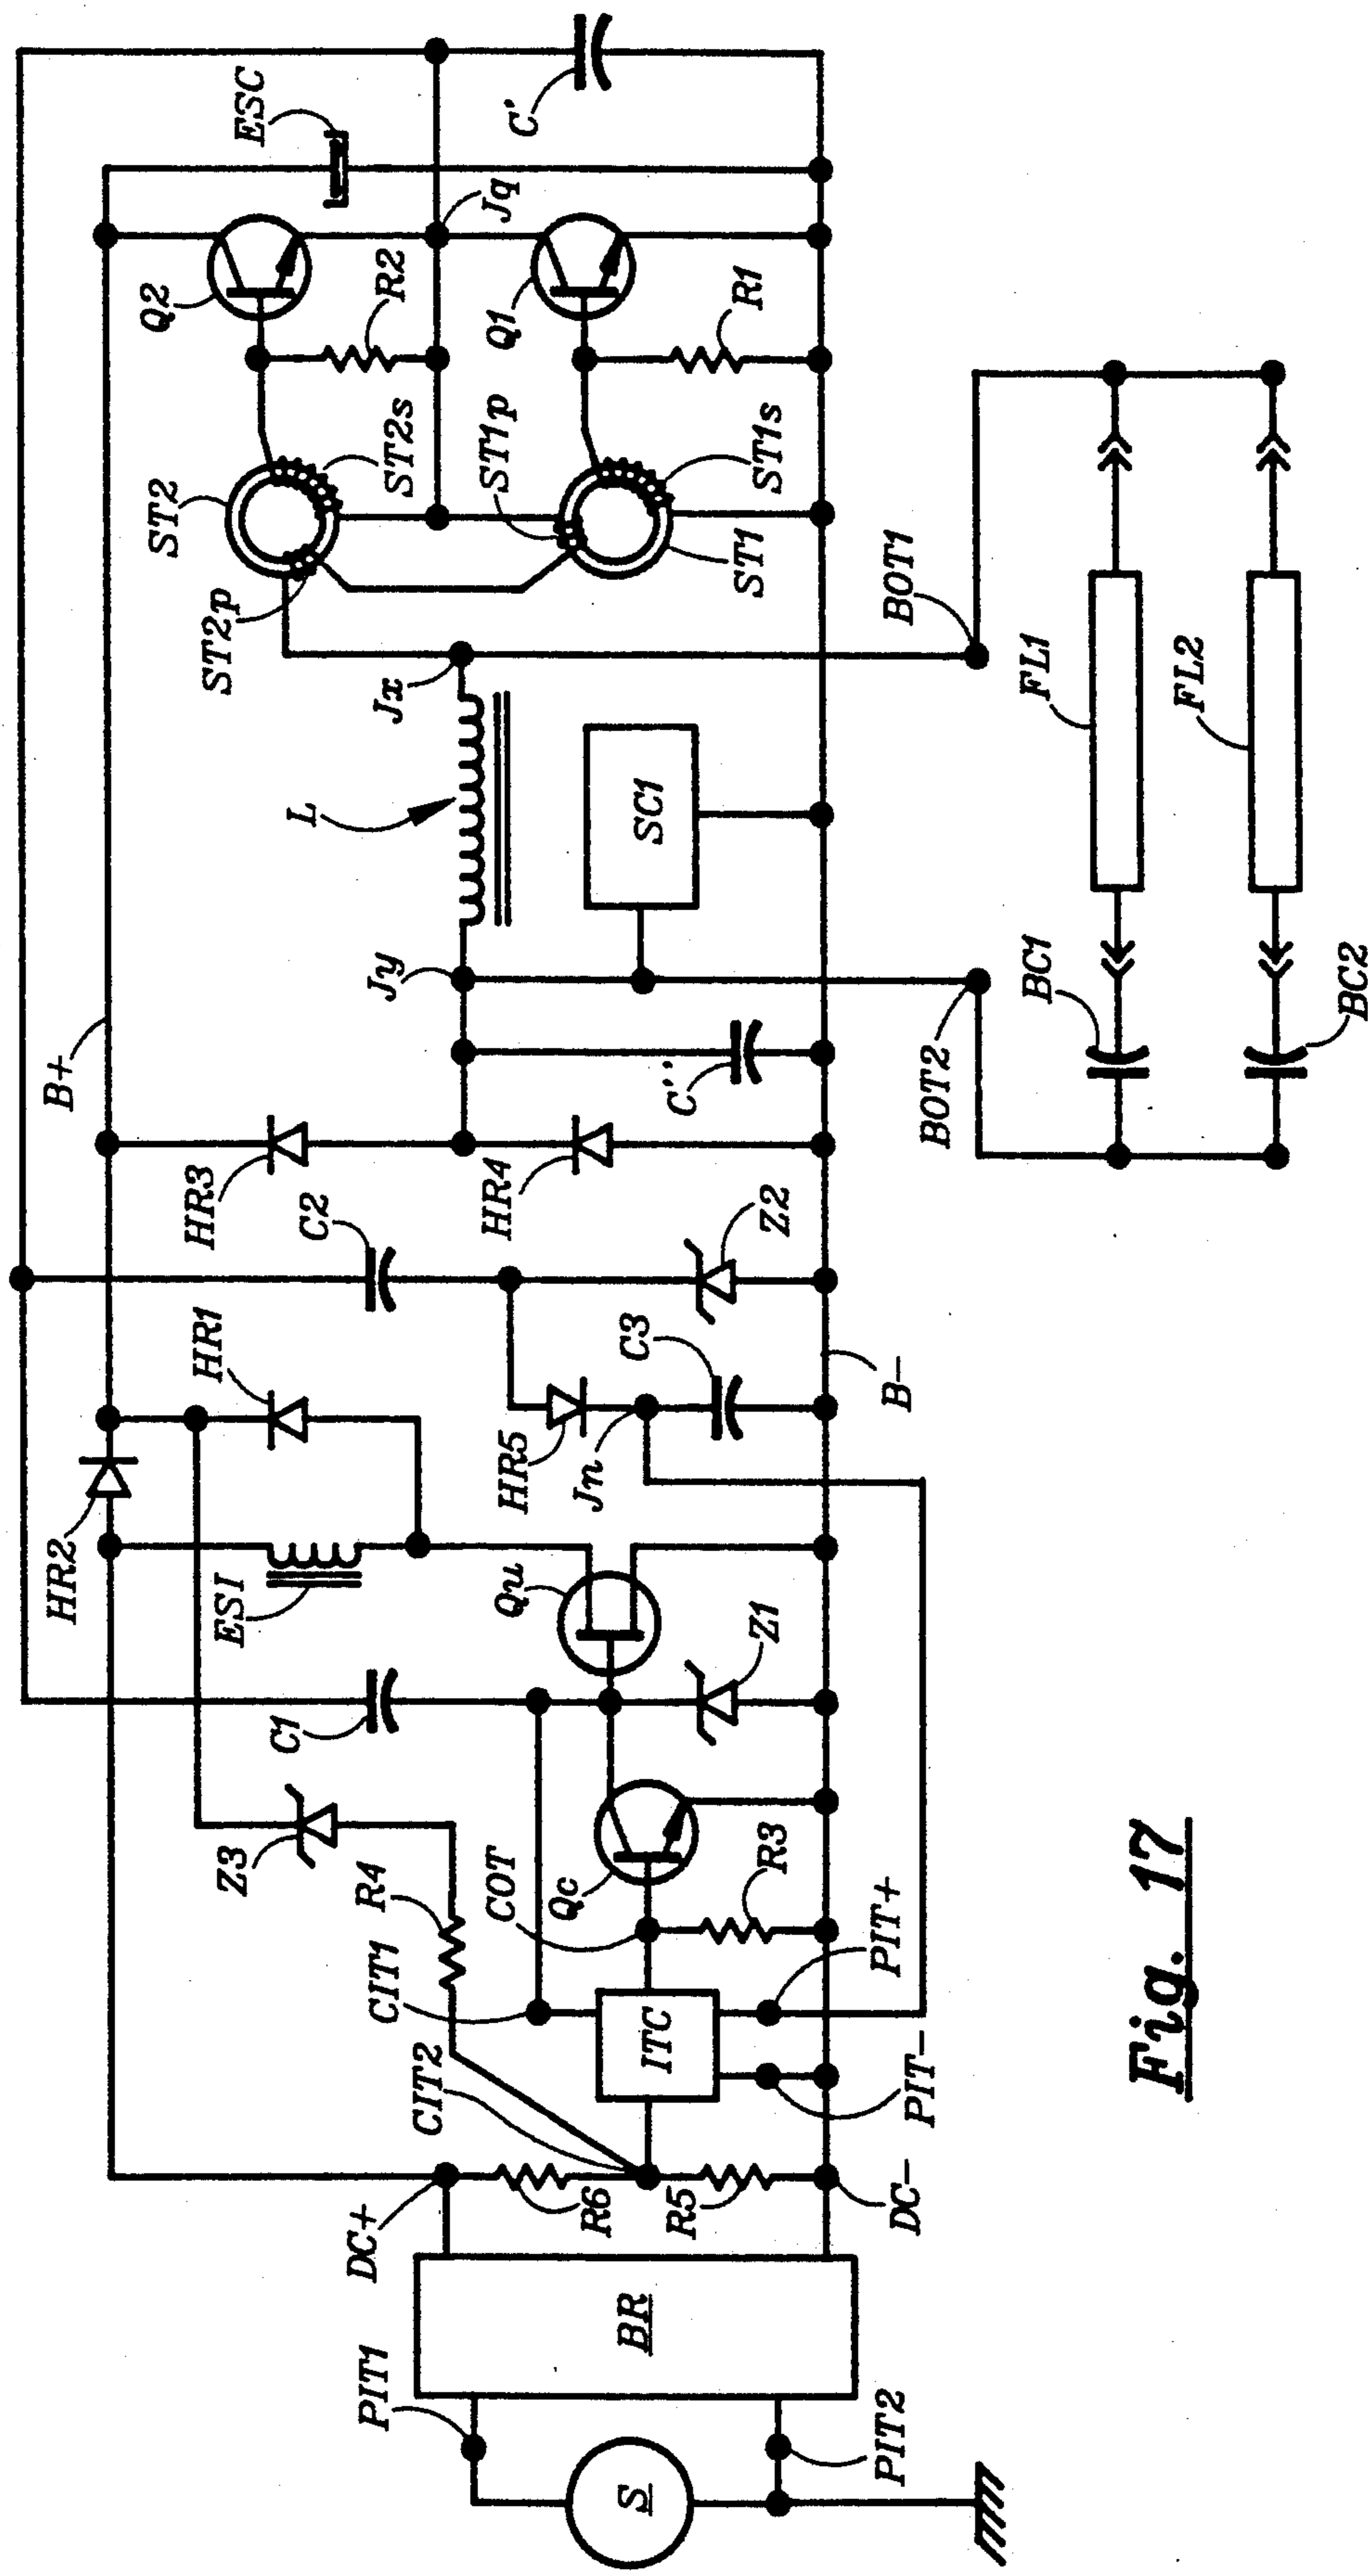 S
PIT1
PIT2
BR
DC+
DC-
R6
R5
CIT2
CIT1
R4
Z3
ITC
PIT-
PIT+
COT
R3
Qc
C1
Z1
Qu
ESI
HR2
HR1
HR5
Jn
C3
B-
C2
Z2
HR3
HR4
B+
C''
Jy
L
SC1
Jx
BOT2
BOT1
BC1
BC2
FL1
FL2
ST2p
ST2
ST2s
ST1p
ST1s
ST1
Q2
R2
Q1
R1
Jq
ESC
C'
Fig. 17